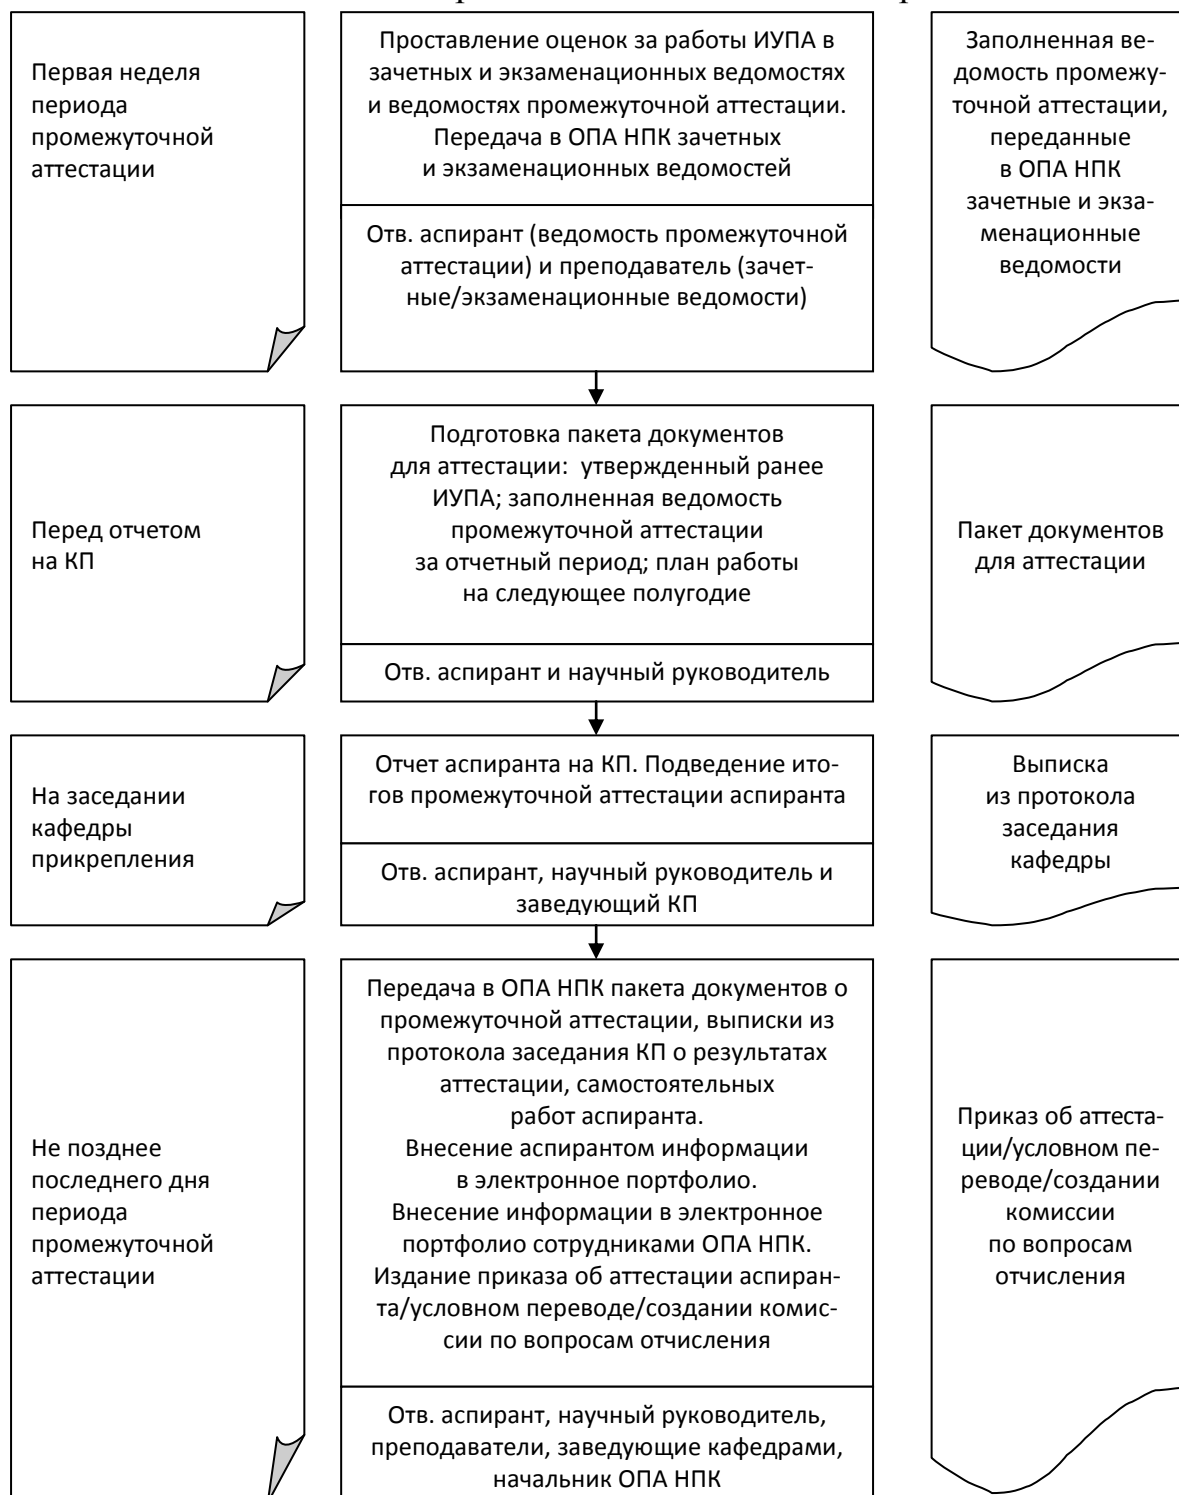 Первая неделя
периода
промежуточной
аттестации
Проставление оценок за работы ИУПА в
зачетных и экзаменационных ведомостях
и ведомостях промежуточной аттестации.
Передача в ОПА НПК зачетных
и экзаменационных ведомостей
Отв. аспирант (ведомость промежуточной
аттестации) и преподаватель (зачет-
ные/экзаменационные ведомости)
Заполненная ве-
домость промежу-
точной аттестации,
переданные
в ОПА НПК
зачетные и экза-
менационные
ведомости
Перед отчетом
на КП
Подготовка пакета документов
для аттестации: утвержденный ранее
ИУПА; заполненная ведомость
промежуточной аттестации
за отчетный период; план работы
на следующее полугодие
Отв. аспирант и научный руководитель
Пакет документов
для аттестации
На заседании
кафедры
прикрепления
Отчет аспиранта на КП. Подведение ито-
гов промежуточной аттестации аспиранта
Отв. аспирант, научный руководитель и
заведующий КП
Выписка
из протокола
заседания
кафедры
Не позднее
последнего дня
периода
промежуточной
аттестации
Передача в ОПА НПК пакета документов о
промежуточной аттестации, выписки из
протокола заседания КП о результатах
аттестации, самостоятельных
работ аспиранта.
Внесение аспирантом информации
в электронное портфолио.
Внесение информации в электронное
портфолио сотрудниками ОПА НПК.
Издание приказа об аттестации аспиран-
та/условном переводе/создании комис-
сии по вопросам отчисления
Отв. аспирант, научный руководитель,
преподаватели, заведующие кафедрами,
начальник ОПА НПК
Приказ об аттеста-
ции/условном пе-
реводе/создании
комиссии
по вопросам
отчисления